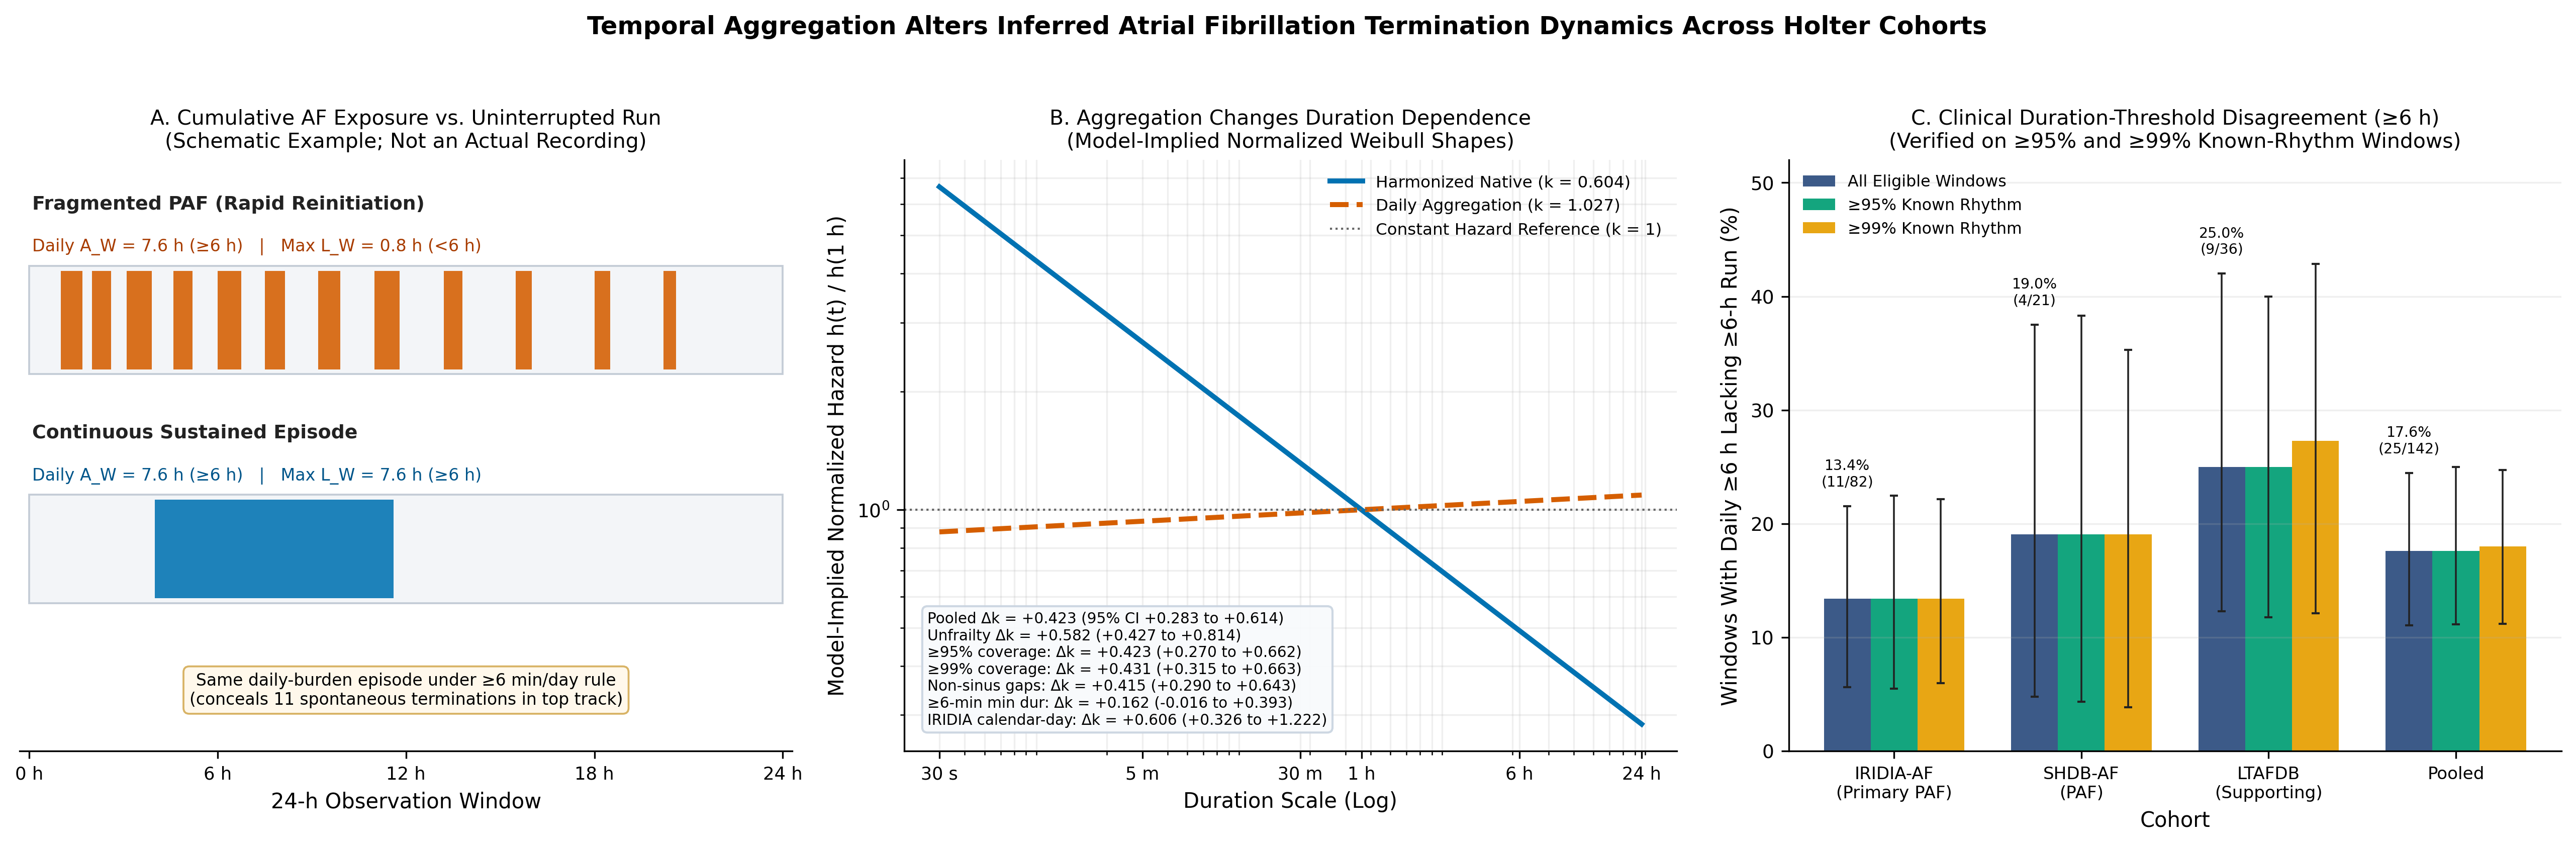 Temporal Aggregation Alters Inferred Atrial Fibrillation Termination Dynamics Across Holter Cohorts
A. Cumulative AF Exposure vs. Uninterrupted Run
(Schematic Example; Not an Actual Recording)
Fragmented PAF (Rapid Reinitiation)
Daily A_W = 7.6 h (≥6 h)   |   Max L_W = 0.8 h (<6 h)
Continuous Sustained Episode
Daily A_W = 7.6 h (≥6 h)   |   Max L_W = 7.6 h (≥6 h)
Same daily-burden episode under ≥6 min/day rule
(conceals 11 spontaneous terminations in top track)
0 h
6 h
12 h
18 h
24 h
24-h Observation Window
B. Aggregation Changes Duration Dependence
(Model-Implied Normalized Weibull Shapes)
Model-Implied Normalized Hazard h(t) / h(1 h)
10⁰
Harmonized Native (k = 0.604)
Daily Aggregation (k = 1.027)
Constant Hazard Reference (k = 1)
Pooled Δk = +0.423 (95% CI +0.283 to +0.614)
Unfrailty Δk = +0.582 (+0.427 to +0.814)
≥95% coverage: Δk = +0.423 (+0.270 to +0.662)
≥99% coverage: Δk = +0.431 (+0.315 to +0.663)
Non-sinus gaps: Δk = +0.415 (+0.290 to +0.643)
≥6-min min dur: Δk = +0.162 (-0.016 to +0.393)
IRIDIA calendar-day: Δk = +0.606 (+0.326 to +1.222)
30 s
5 m
30 m
1 h
6 h
24 h
Duration Scale (Log)
C. Clinical Duration-Threshold Disagreement (≥6 h)
(Verified on ≥95% and ≥99% Known-Rhythm Windows)
Windows With Daily ≥6 h Lacking ≥6-h Run (%)
50
40
30
20
10
0
All Eligible Windows
≥95% Known Rhythm
≥99% Known Rhythm
13.4%
(11/82)
19.0%
(4/21)
25.0%
(9/36)
17.6%
(25/142)
IRIDIA-AF
(Primary PAF)
SHDB-AF
(PAF)
LTAFDB
(Supporting)
Pooled
Cohort